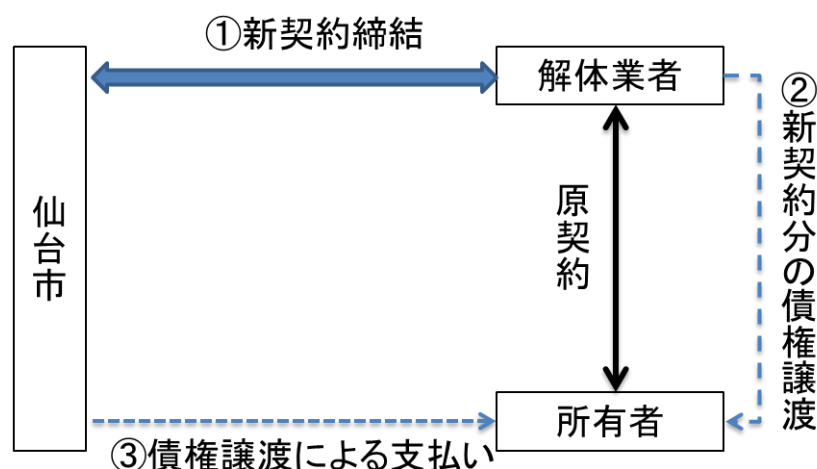 ①新契約締結
解体業者
②新契約分の債権譲渡
仙台市
原契約
所有者
③債権譲渡による支払い